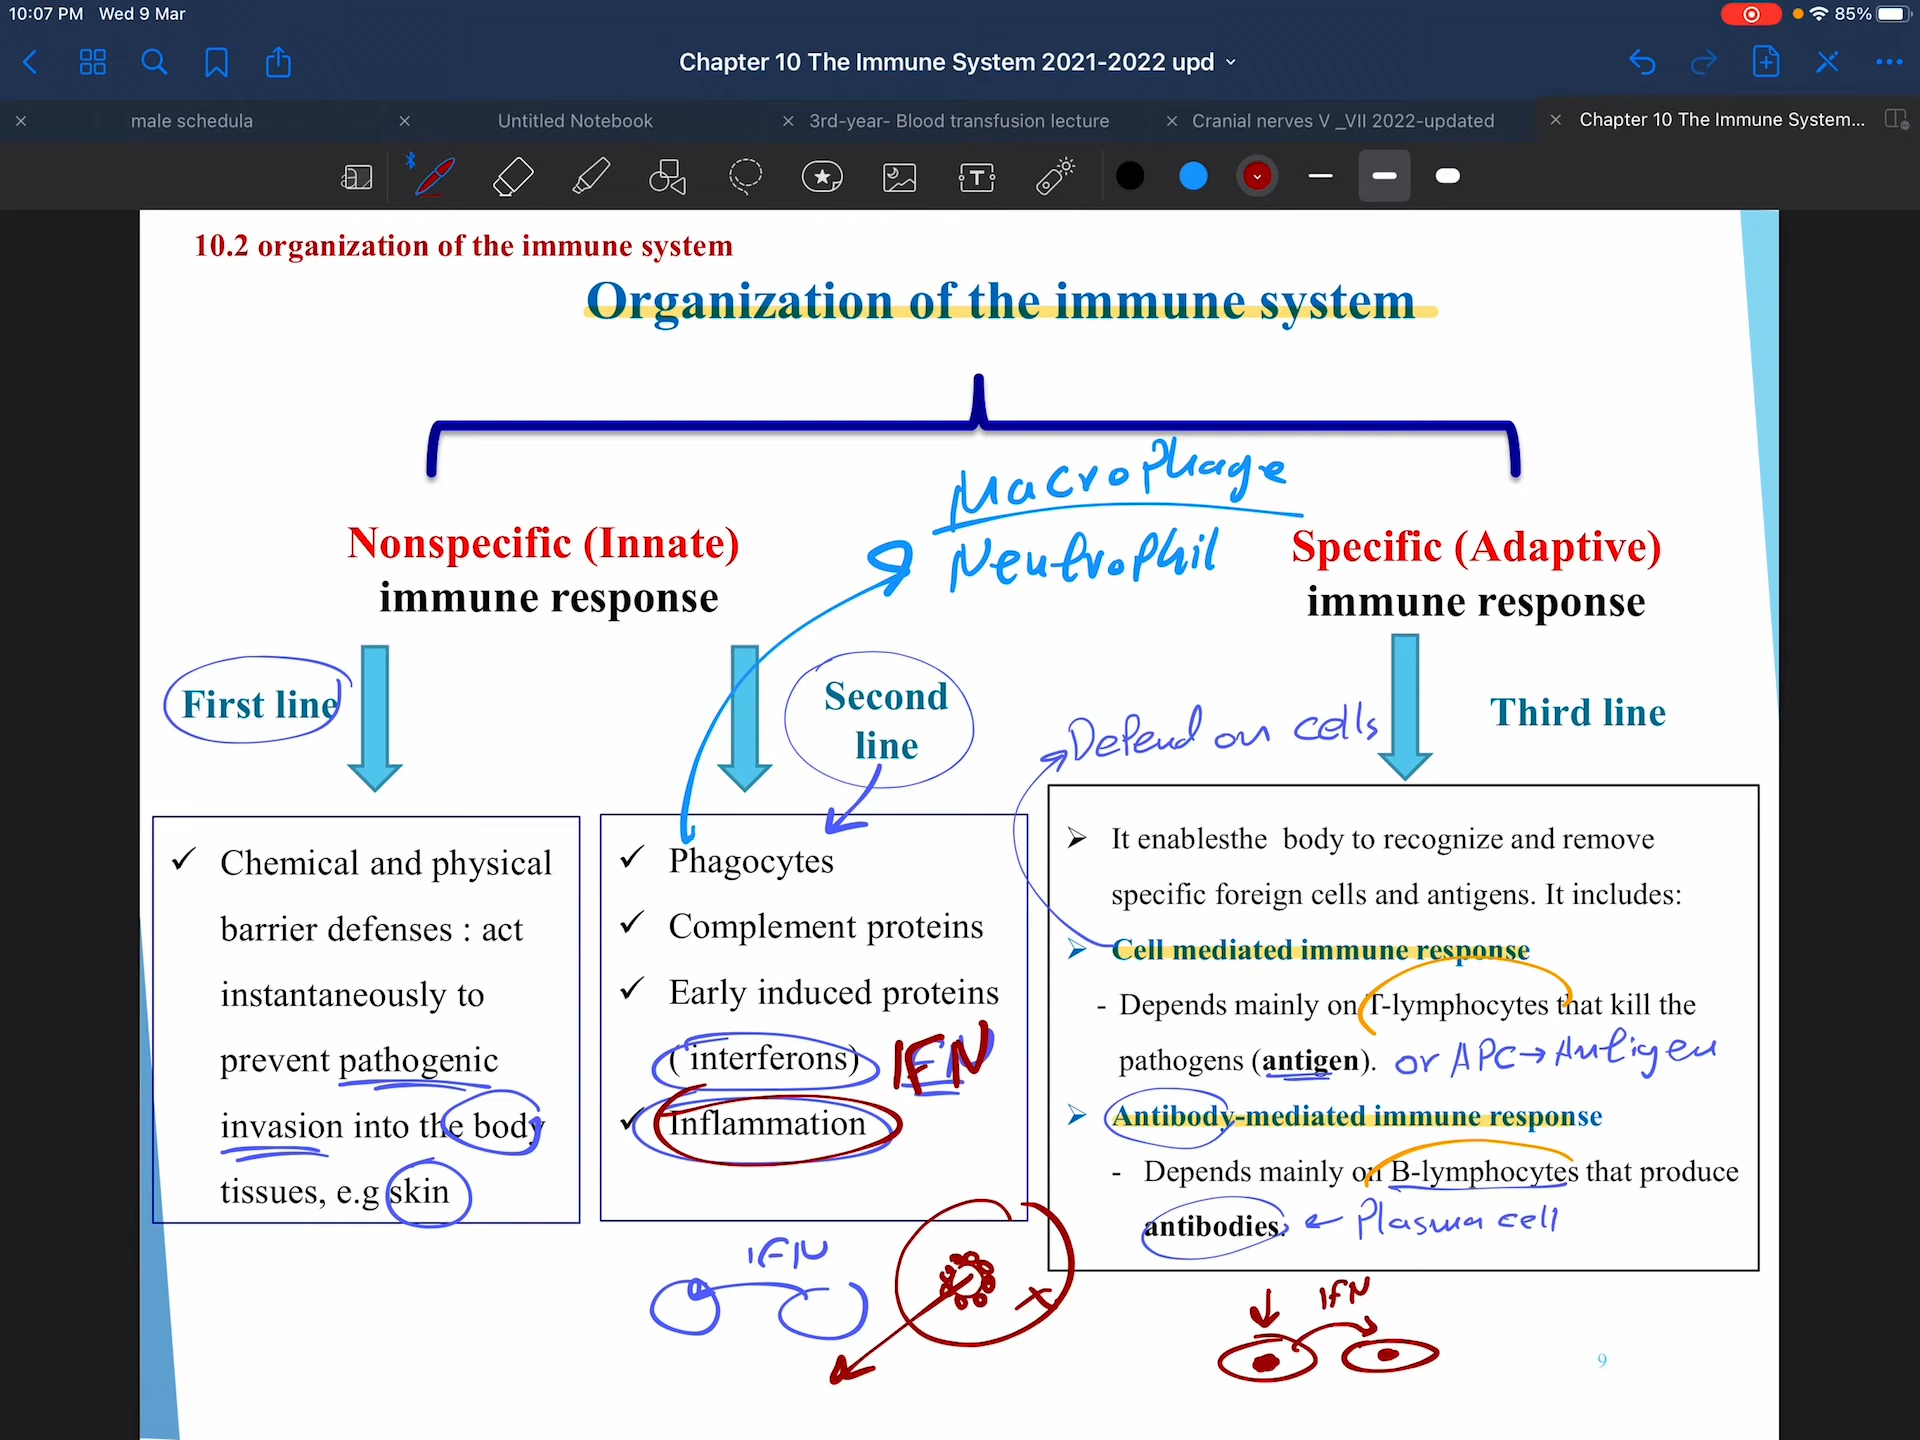 10:07 PM Wed 9 Mar
85%
Chapter 10 The Immune System 2021-2022 upd
male schedula
Untitled Notebook
3rd-year- Blood transfusion lecture
Cranial nerves V _VII 2022-updated
Chapter 10 The Immune System...
10.2 organization of the immune system
Organization of the immune system
Macrophage
Neutrophil
Nonspecific (Innate)
immune response
Specific (Adaptive)
immune response
First line
Second
line
Third line
Depend on cells
✓ Chemical and physical
barrier defenses : act
instantaneously to
prevent pathogenic
invasion into the body
tissues, e.g skin
✓ Phagocytes
✓ Complement proteins
✓ Early induced proteins
( interferons) IFN
✓ Inflammation
IFN
➢ It enablesthe body to recognize and remove
specific foreign cells and antigens. It includes:
➢ Cell mediated immune response
- Depends mainly on T-lymphocytes that kill the
pathogens (antigen). or APC→Antigen
➢ Antibody-mediated immune response
- Depends mainly on B-lymphocytes that produce
antibodies. ← Plasma cell
IFN
9